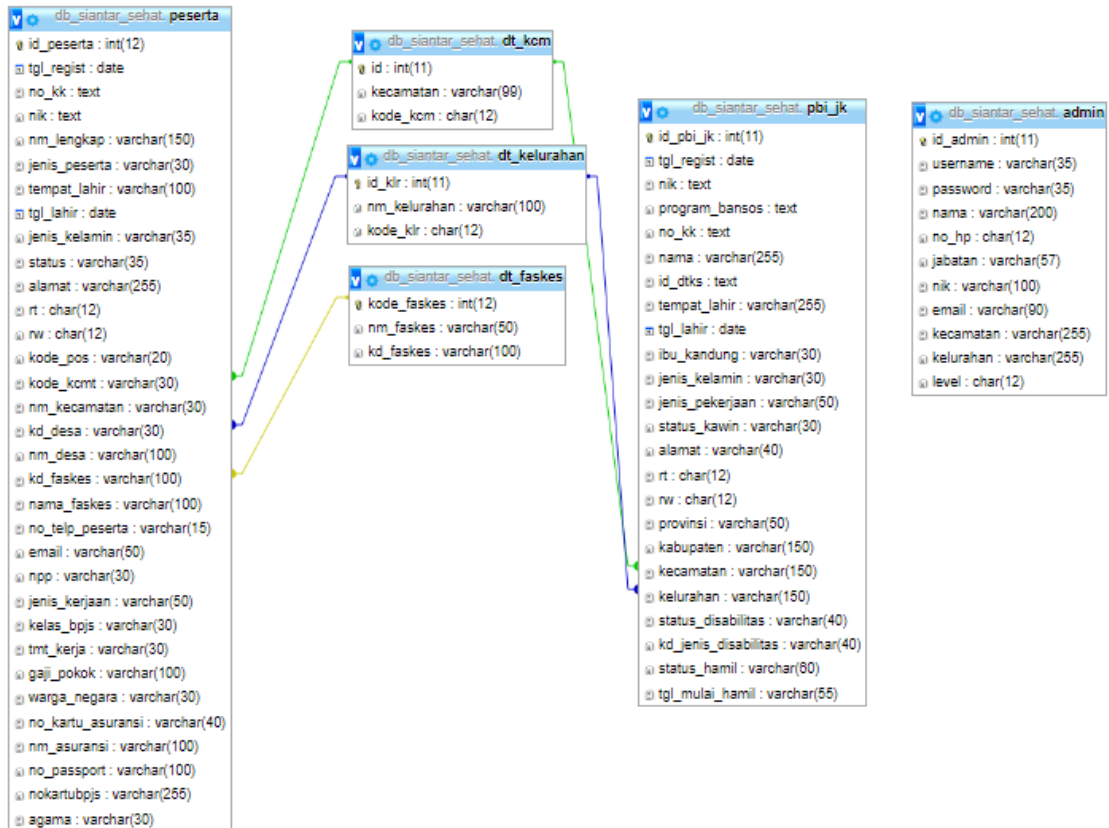 db_siantar_sehat. peserta
id_peserta : int(12)
tgl_regist : date
no_kk : text
nik : text
nm_lengkap : varchar(150)
jenis_peserta : varchar(30)
tempat_lahir : varchar(100)
tgl_lahir : date
jenis_kelamin : varchar(35)
status : varchar(35)
alamat : varchar(255)
rt : char(12)
rw : char(12)
kode_pos : varchar(20)
kode_kcmt : varchar(30)
nm_kecamatan : varchar(30)
kd_desa : varchar(30)
nm_desa : varchar(100)
kd_faskes : varchar(100)
nama_faskes : varchar(100)
no_telp_peserta : varchar(15)
email : varchar(50)
npp : varchar(30)
jenis_kerjaan : varchar(50)
kelas_bpjs : varchar(30)
tmt_kerja : varchar(30)
gaji_pokok : varchar(100)
warga_negara : varchar(30)
no_kartu_asuransi : varchar(40)
nm_asuransi : varchar(100)
no_passport : varchar(100)
nokartubpjs : varchar(255)
agama : varchar(30)
db_siantar_sehat. dt_kcm
id : int(11)
kecamatan : varchar(99)
kode_kcm : char(12)
db_siantar_sehat. dt_kelurahan
id_klr : int(11)
nm_kelurahan : varchar(100)
kode_klr : char(12)
db_siantar_sehat. dt_faskes
kode_faskes : int(12)
nm_faskes : varchar(50)
kd_faskes : varchar(100)
db_siantar_sehat. pbi_jk
id_pbi_jk : int(11)
tgl_regist : date
nik : text
program_bansos : text
no_kk : text
nama : varchar(255)
id_dtks : text
tempat_lahir : varchar(255)
tgl_lahir : date
ibu_kandung : varchar(30)
jenis_kelamin : varchar(30)
jenis_pekerjaan : varchar(50)
status_kawin : varchar(30)
alamat : varchar(40)
rt : char(12)
rw : char(12)
provinsi : varchar(50)
kabupaten : varchar(150)
kecamatan : varchar(150)
kelurahan : varchar(150)
status_disabilitas : varchar(40)
kd_jenis_disabilitas : varchar(40)
status_hamil : varchar(60)
tgl_mulai_hamil : varchar(55)
db_siantar_sehat. admin
id_admin : int(11)
username : varchar(35)
password : varchar(35)
nama : varchar(200)
no_hp : char(12)
jabatan : varchar(57)
nik : varchar(100)
email : varchar(90)
kecamatan : varchar(255)
kelurahan : varchar(255)
level : char(12)